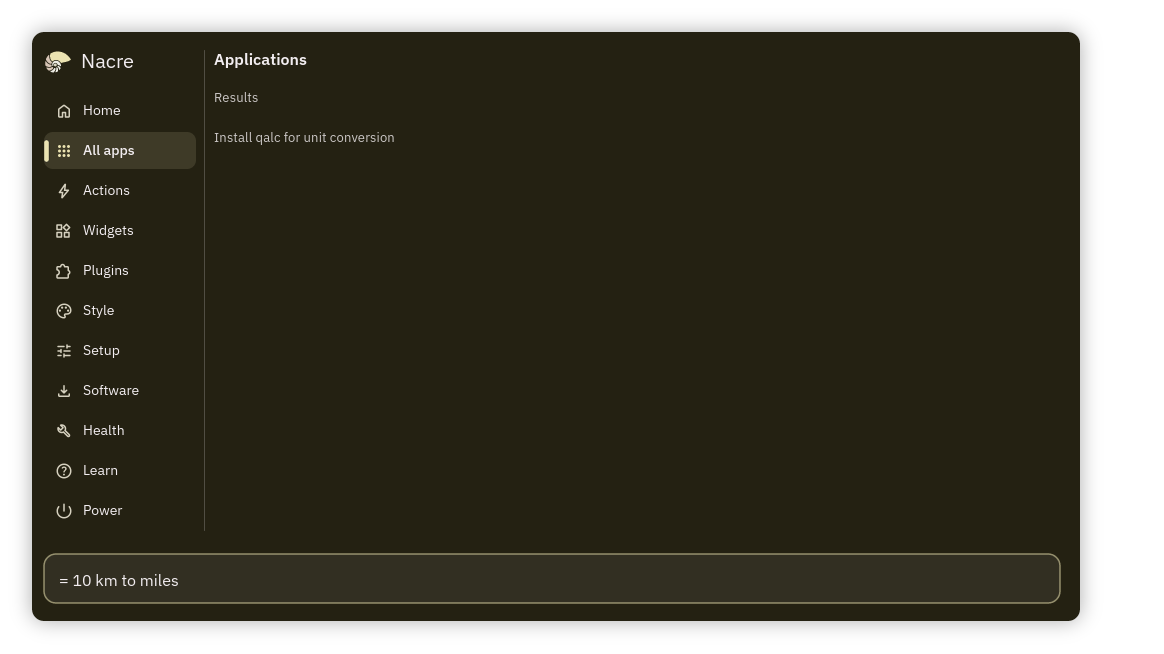 Nacre
Home
All apps
Actions
Widgets
Plugins
Style
Setup
Software
Health
Learn
Power
Applications
Results
Install qalc for unit conversion
= 10 km to miles